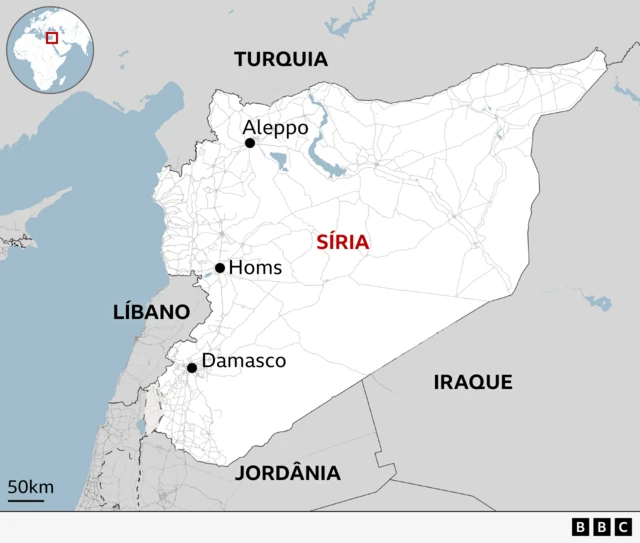 TURQUIA
Aleppo
SÍRIA
Homs
LÍBANO
Damasco
IRAQUE
JORDÂNIA
50km
BBC